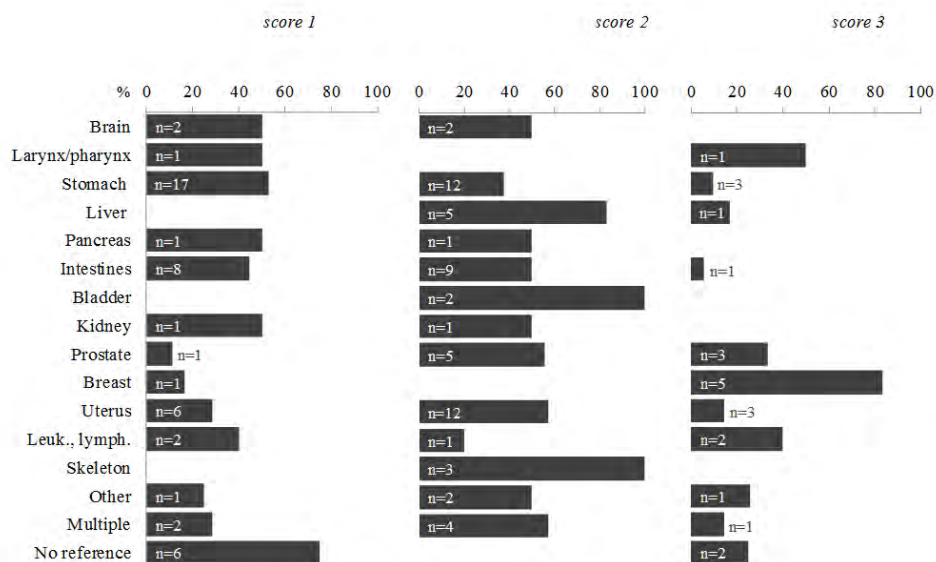 score 1 score 2 score 3
% 0 20 40 60 80 100 0 20 40 60 80 100 0 20 40 60 80 100
Brain n=2 n=2
Larynx/pharynx n=1 n=1
Stomach n=17 n=12 n=3
Liver n=5 n=1
Pancreas n=1 n=1
Intestines n=8 n=9 n=1
Bladder n=2
Kidney n=1 n=1
Prostate n=1 n=5 n=3
Breast n=1 n=5
Uterus n=6 n=12 n=3
Leuk., lymph. n=2 n=1 n=2
Skeleton n=3
Other n=1 n=2 n=1
Multiple n=2 n=4 n=1
No reference n=6 n=2